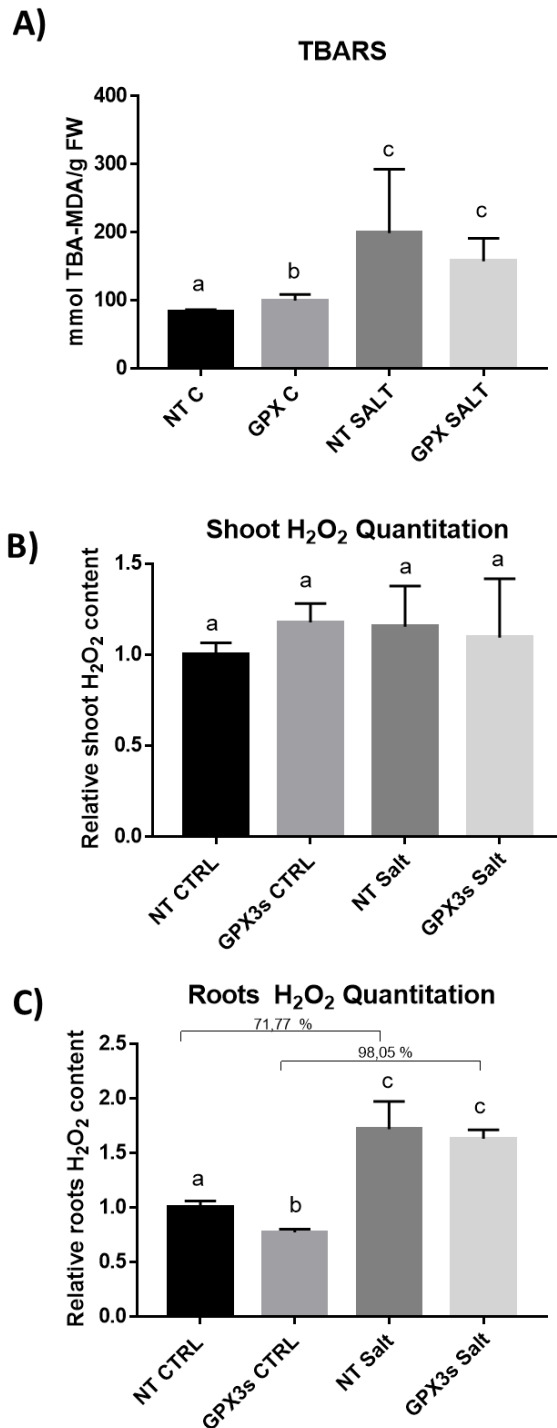 A)
TBARS
mmol TBA-MDA/g FW
400
300
200
100
0
a
b
c
c
NT C
GPX C
NT SALT
GPX SALT
B)
Shoot H₂O₂ Quantitation
Relative shoot H₂O₂ content
1.5
1.0
0.5
0.0
a
a
a
a
NT CTRL
GPX3s CTRL
NT Salt
GPX3s Salt
C)
Roots H₂O₂ Quantitation
71,77 %
98,05 %
Relative roots H₂O₂ content
2.5
2.0
1.5
1.0
0.5
0.0
a
b
c
c
NT CTRL
GPX3s CTRL
NT Salt
GPX3s Salt